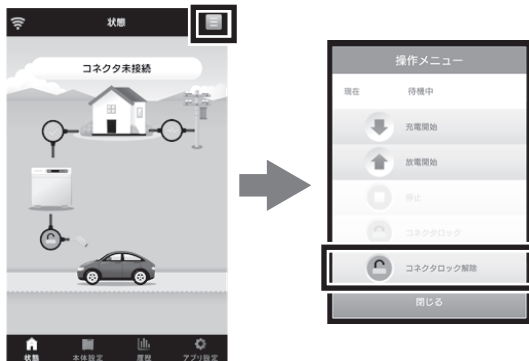 状態
コネクタ未接続
状態
本体設定
履歴
アプリ設定
操作メニュー
現在 待機中
充電開始
放電開始
停止
コネクタロック
コネクタロック解除
閉じる